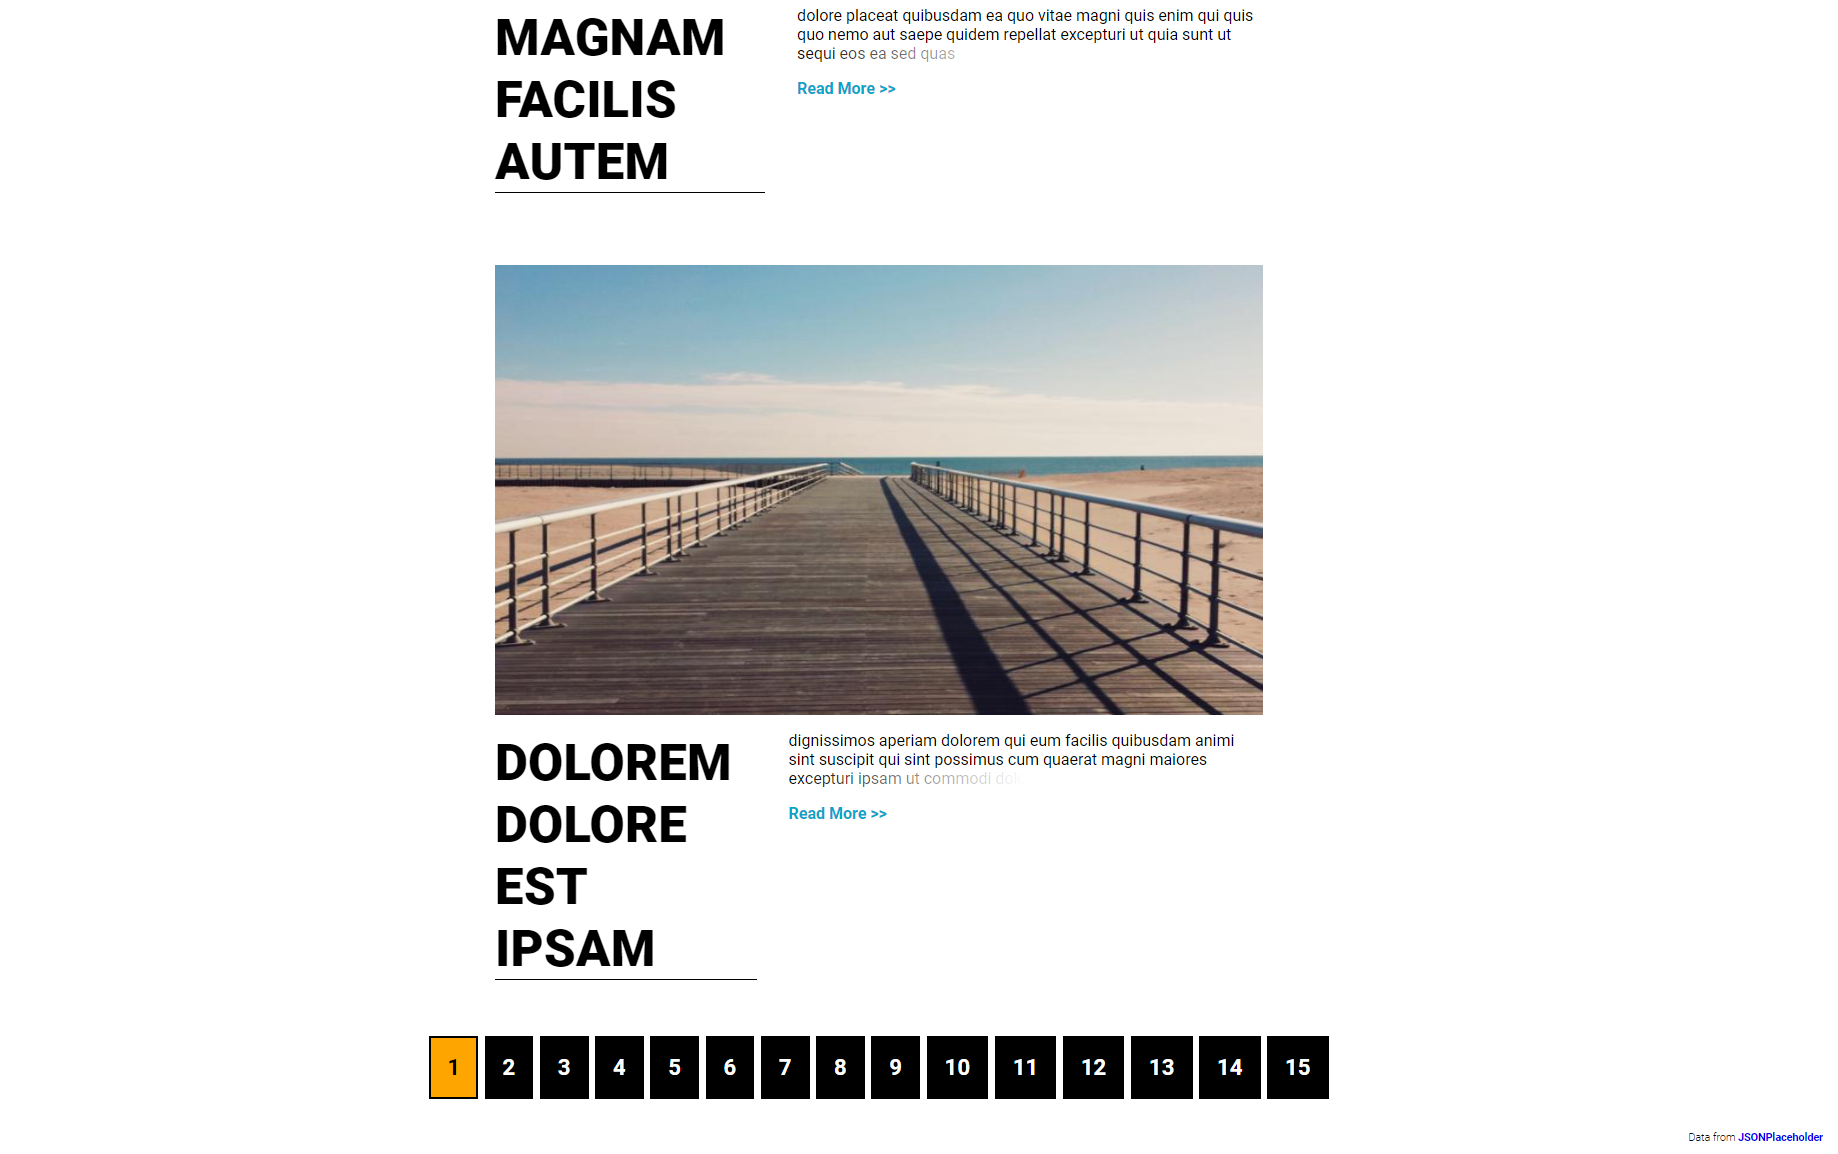 MAGNAM
FACILIS
AUTEM
dolore placeat quibusdam ea quo vitae magni quis enim qui quis
quo nemo aut saepe quidem repellat excepturi ut quia sunt ut
sequi eos ea sed quas
Read More >>
DOLOREM
DOLORE
EST
IPSAM
dignissimos aperiam dolorem qui eum facilis quibusdam animi
sint suscipit qui sint possimus cum quaerat magni maiores
excepturi ipsam ut commodi
Read More >>
1 2 3 4 5 6 7 8 9 10 11 12 13 14 15
Data from JSONPlaceholder